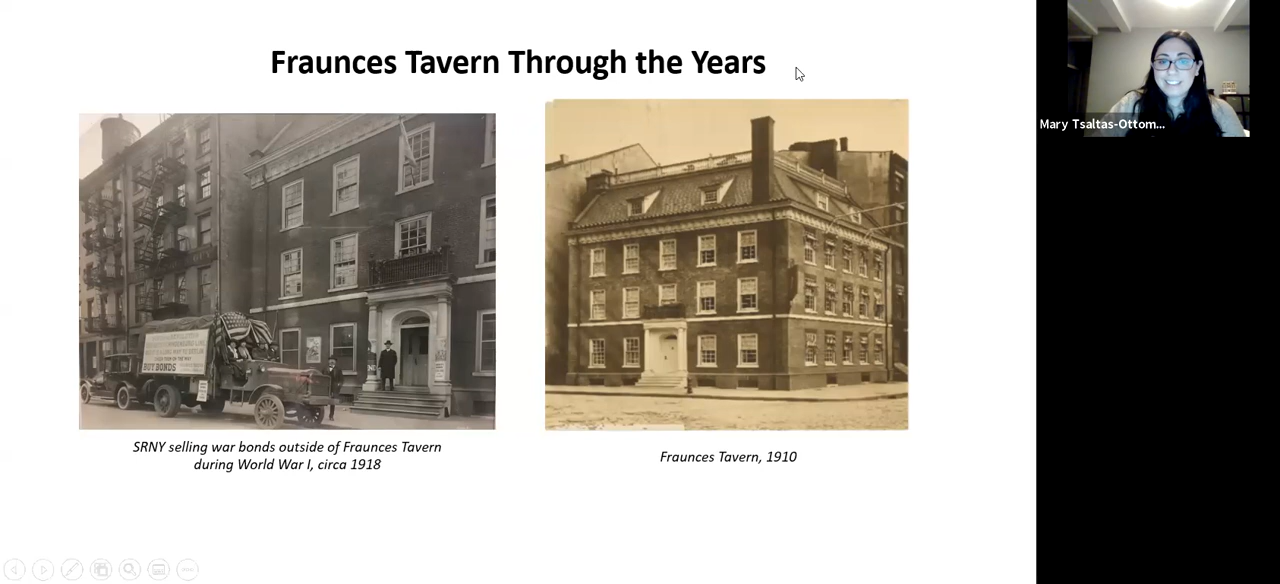 Fraunces Tavern Through the Years
Mary Tsaltas-Ottom...
BUY BONDS
SRNY selling war bonds outside of Fraunces Tavern
during World War I, circa 1918
Fraunces Tavern, 1910